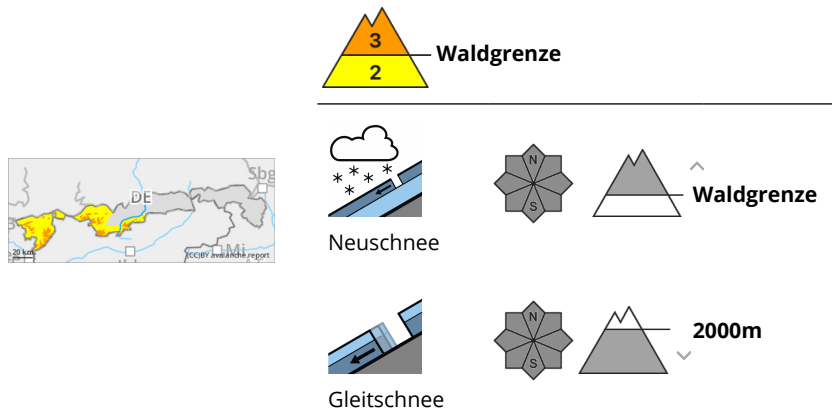 3
2
Waldgrenze
Sbg
DE
Mi
20 km
(CC)BY avalanche.report
N
S
Waldgrenze
Neuschnee
N
S
2000m
Gleitschnee